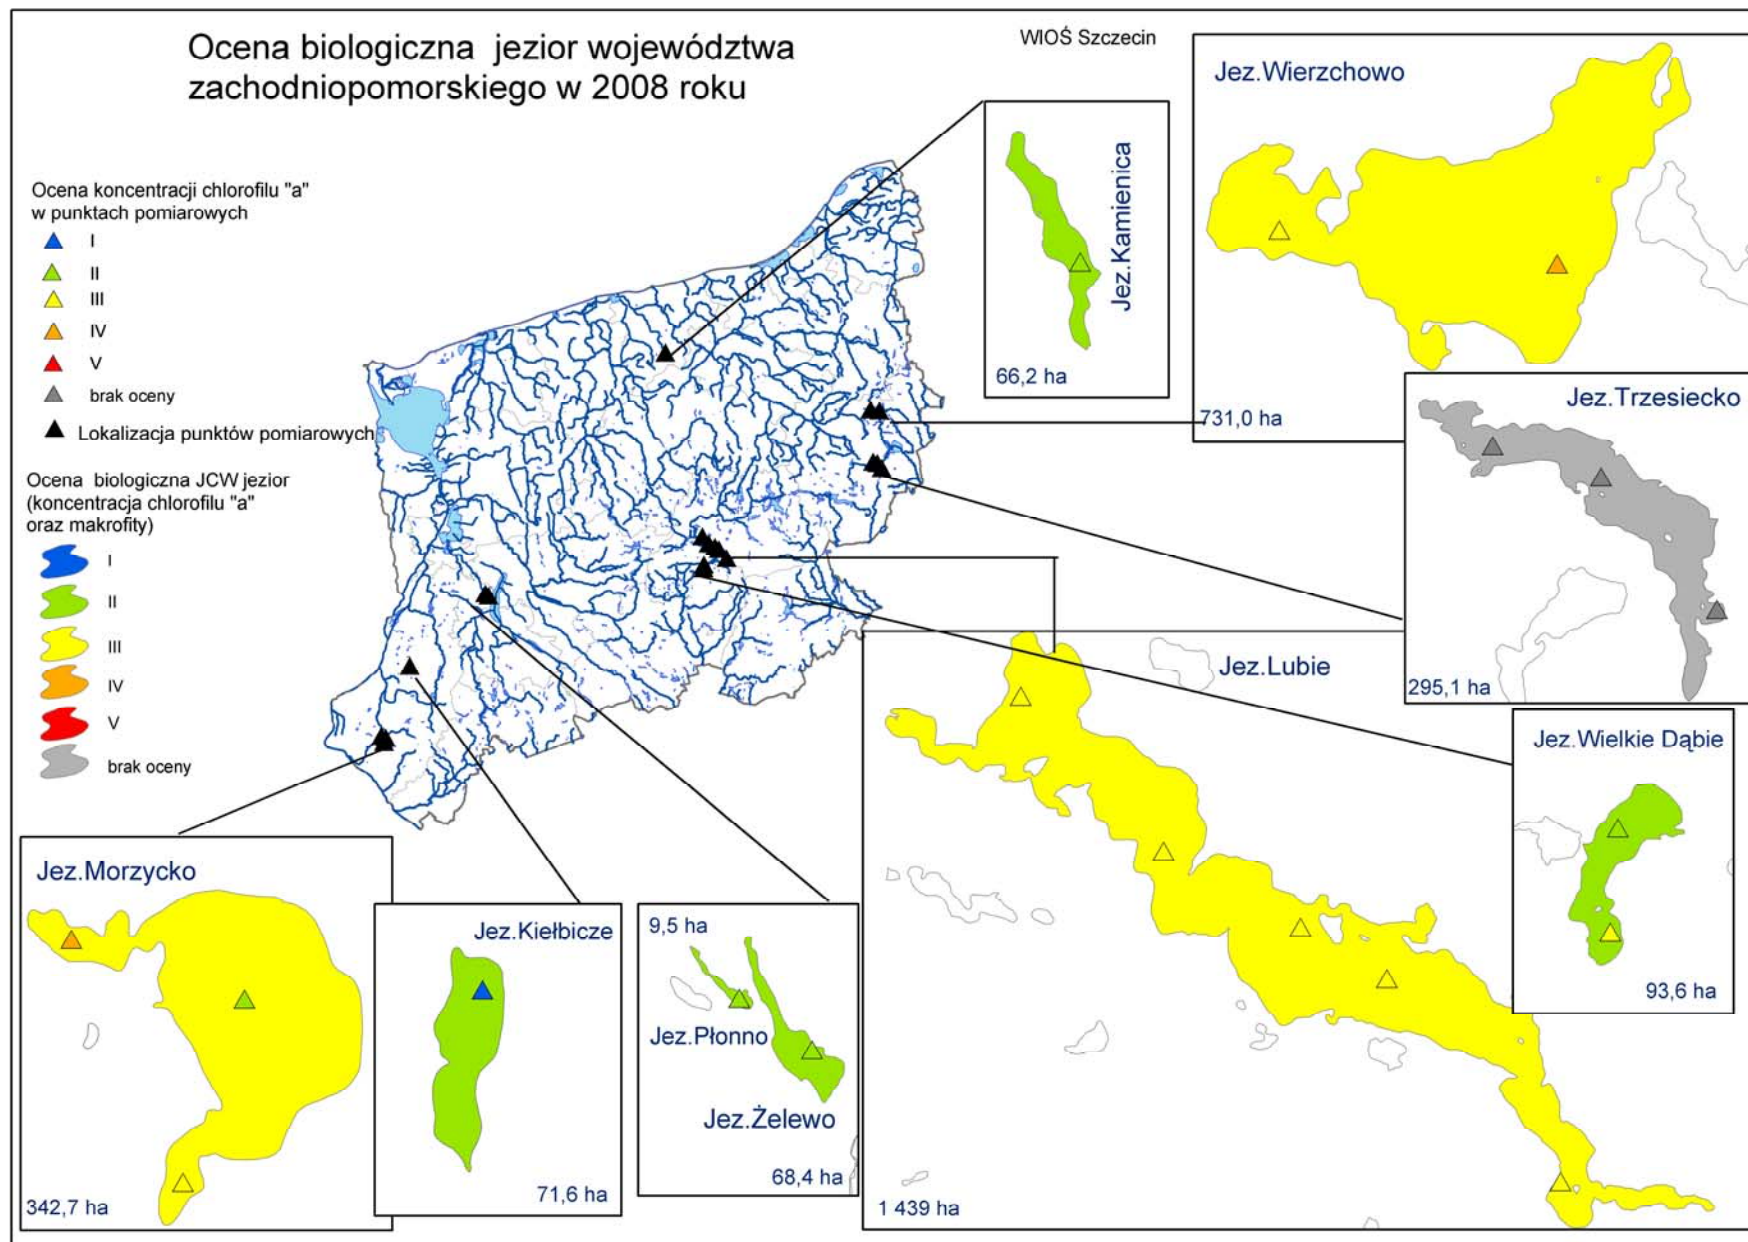 Ocena biologiczna jezior województwa
zachodniopomorskiego w 2008 roku
WIOŚ Szczecin
Ocena koncentracji chlorofilu "a"
w punktach pomiarowych
I
II
III
IV
V
brak oceny
Lokalizacja punktów pomiarowych
Ocena biologiczna JCW jezior
(koncentracja chlorofilu "a"
oraz makrofity)
I
II
III
IV
V
brak oceny
Jez.Kamienica
66,2 ha
Jez.Wierzchowo
731,0 ha
Jez.Trzesiecko
295,1 ha
Jez.Lubie
1 439 ha
Jez.Wielkie Dąbie
93,6 ha
Jez.Morzycko
342,7 ha
Jez.Kiełbicze
71,6 ha
9,5 ha
Jez.Płonno
Jez.Żelewo
68,4 ha